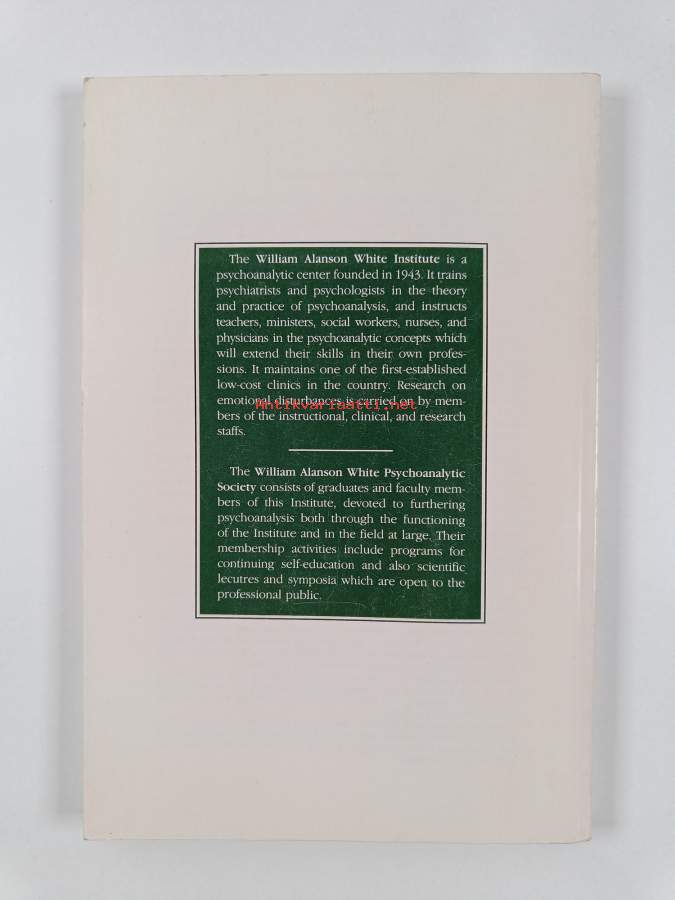 The William Alanson White Institute is a
psychoanalytic center founded in 1943. It trains
psychiatrists and psychologists in the theory
and practice of psychoanalysis, and instructs
teachers, ministers, social workers, nurses, and
physicians in the psychoanalytic concepts which
will extend their skills in their own profes-
sions. It maintains one of the first-established
low-cost clinics in the country. Research on
emotional disturbances is carried on by mem-
Antikvariaatti.net
bers of the instructional, clinical, and research
staffs.
The William Alanson White Psychoanalytic
Society consists of graduates and faculty mem-
bers of this Institute, devoted to furthering
psychoanalysis both through the functioning
of the Institute and in the field at large. Their
membership activities include programs for
continuing self-education and also scientific
lecutres and symposia which are open to the
professional public.